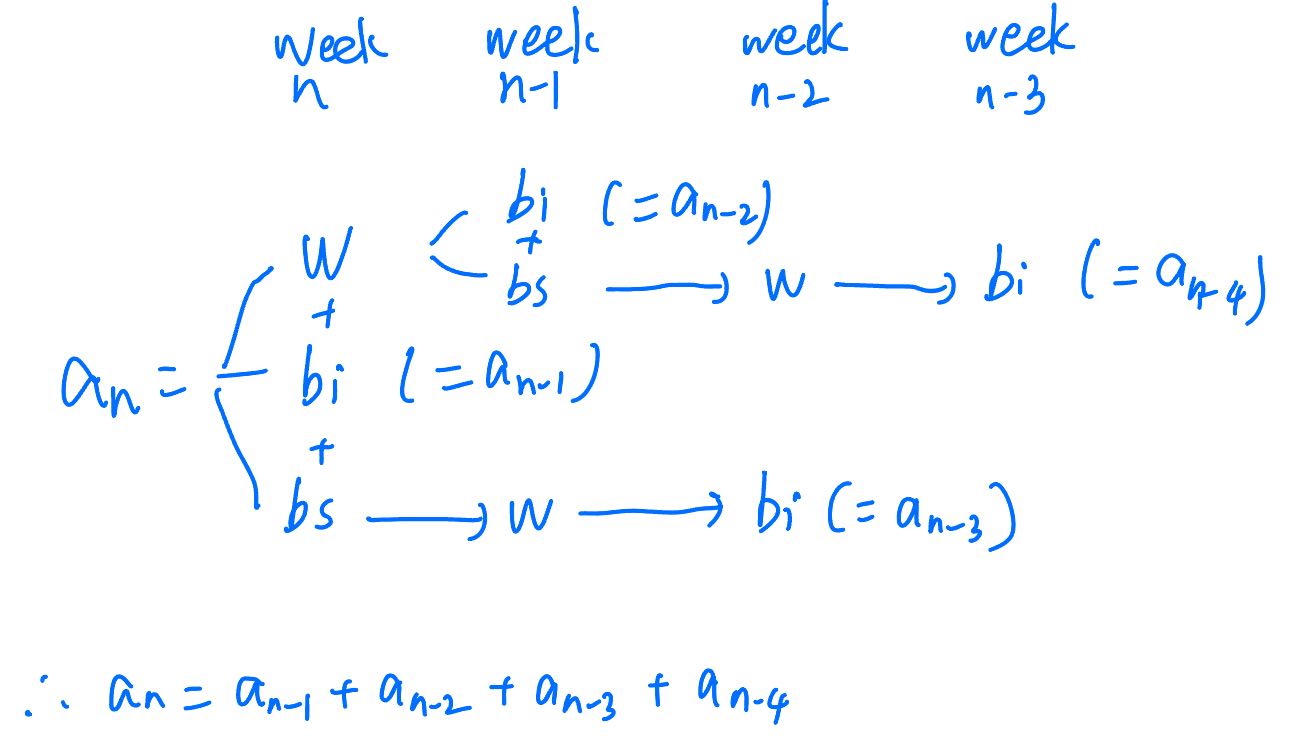 week week week week
n n-1 n-2 n-3
bi (=a_{n-2})
W +
+ bs → w → bi (=a_{n-4})
a_n = bi (=a_{n-1})
+
bs → w → bi (=a_{n-3})
∴ a_n = a_{n-1} + a_{n-2} + a_{n-3} + a_{n-4}